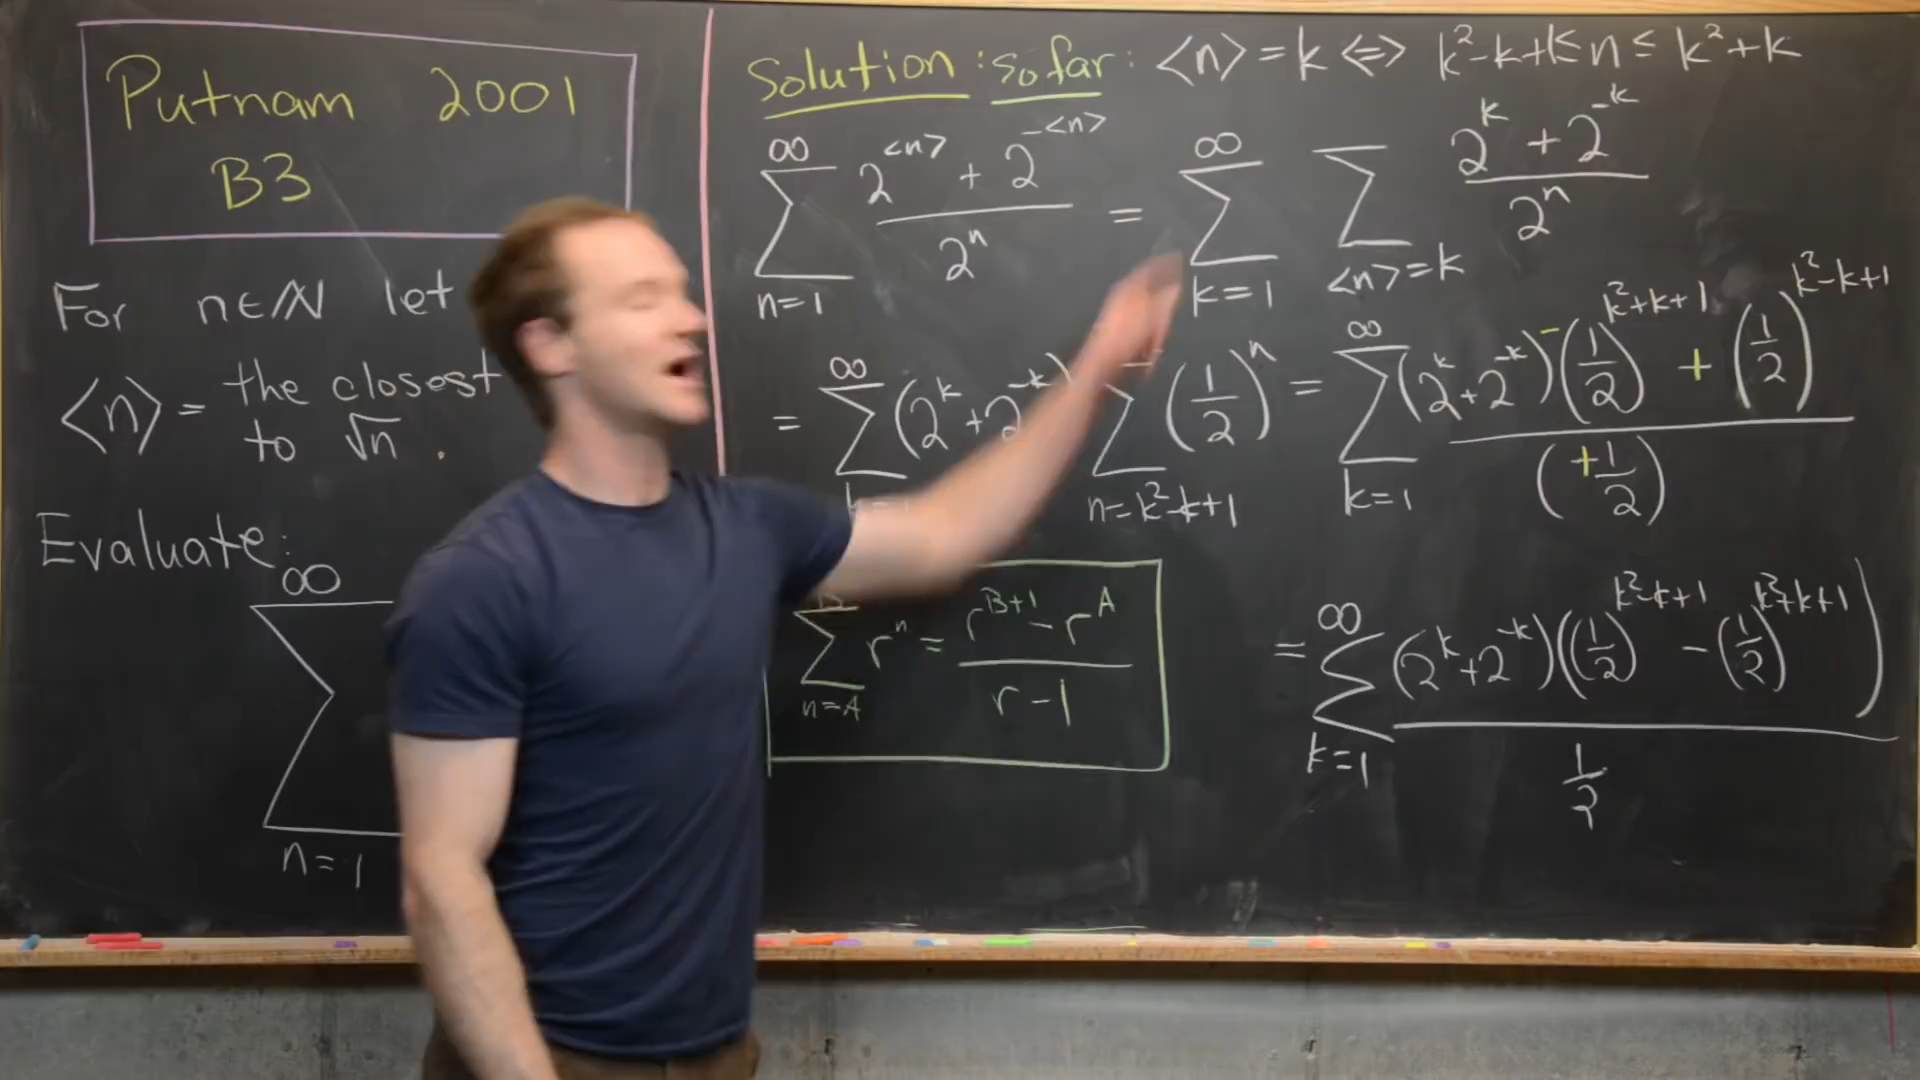 Putnam 2001
B3
For n∈ℕ let
⟨n⟩ = the closest
to √n .
Evaluate:
∞
∑
n=1
Solution: so far: ⟨n⟩ = k ⟺ k²-k+1 ≤ n ≤ k²+k
∑_{n=1}^{∞} (2^{<n>} + 2^{-<n>})/2^n = ∑_{k=1}^{∞} ∑_{<n>=k} (2^k + 2^{-k})/2^n
= ∑^{∞} (2^k + 2^{-k}) ∑_{n=k²-k+1} (1/2)^n = ∑_{k=1}^{∞} (2^k + 2^{-k}) (-(1/2)^{k²+k+1} + (1/2)^{k²-k+1})/(+1/2)
∑_{n=A}^{B} r^n = (r^{B+1} - r^A)/(r-1)
= ∑_{k=1}^{∞} (2^k + 2^{-k})((1/2)^{k²-k+1} - (1/2)^{k²+k+1})/(1/2)